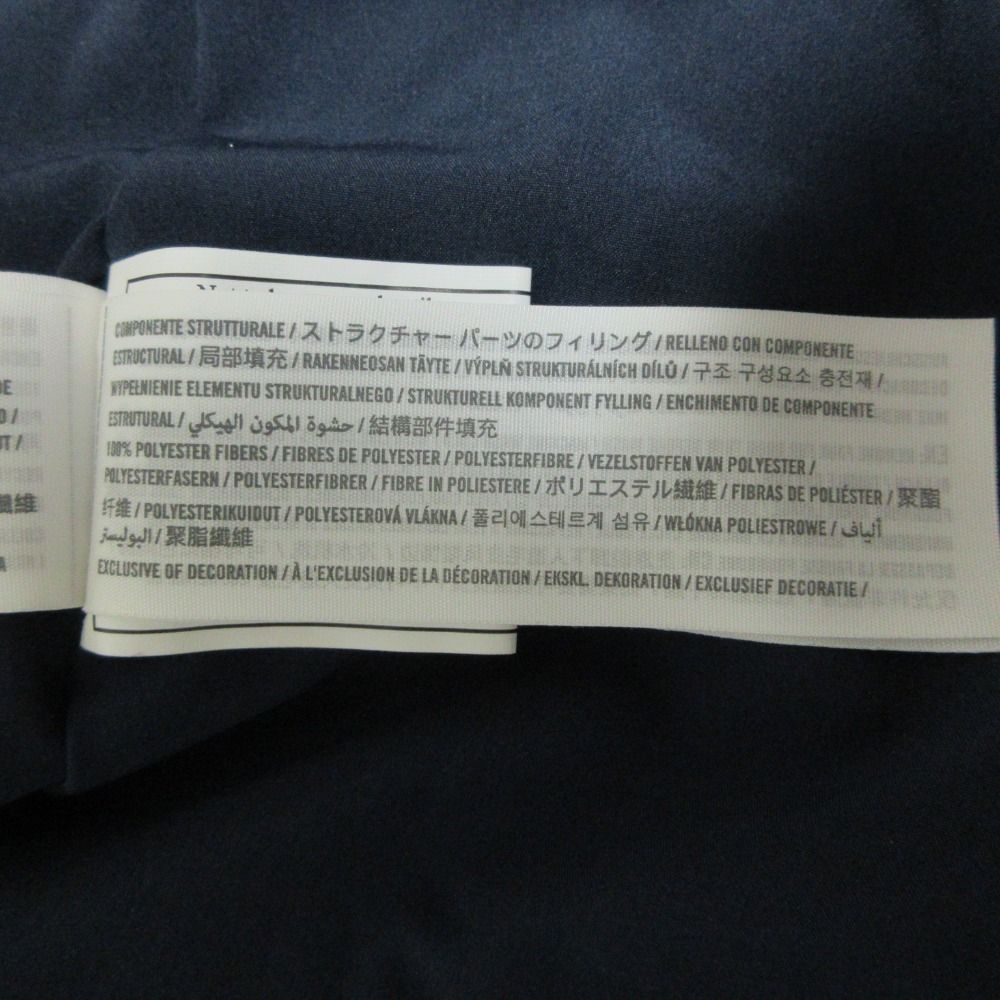 COMPONENTE STRUTTURALE / ストラクチャー パーツのフィリング / RELLENO CON COMPONENTE
ESTRUCTURAL / 局部填充 / RAKENNEOSAN TÄYTE / VÝPLŇ STRUKTURÁLNÍCH DÍLŮ / 구조 구성요소 충전재 /
WYPEŁNIENIE ELEMENTU STRUKTURALNEGO / STRUKTURELL KOMPONENT FYLLING / ENCHIMENTO DE COMPONENTE
ESTRUTURAL / حشوة المكون الهيكلي / 結構部件填充
100% POLYESTER FIBERS / FIBRES DE POLYESTER / POLYESTERFIBRE / VEZELSTOFFEN VAN POLYESTER /
POLYESTERFASERN / POLYESTERFIBRER / FIBRE IN POLIESTERE / ポリエステル繊維 / FIBRAS DE POLIÉSTER / 聚酯
纤维 / POLYESTERIKUIDUT / POLYESTEROVÁ VLÁKNA / 폴리에스테르계 섬유 / WŁÓKNA POLIESTROWE / ألياف
البوليستر / 聚脂纖維
EXCLUSIVE OF DECORATION / À L'EXCLUSION DE LA DÉCORATION / EKSKL. DEKORATION / EXCLUSIEF DECORATIE /